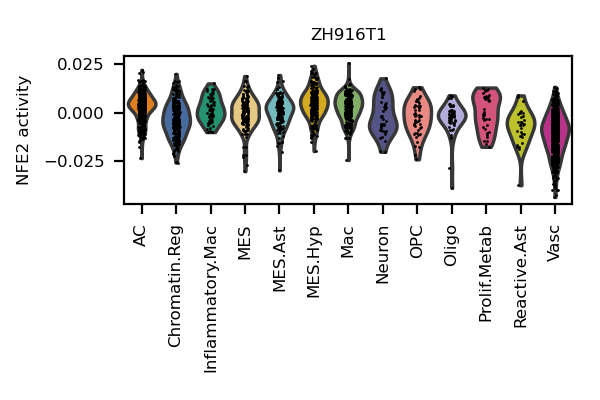 ZH916T1
NFE2 activity
0.025
0.000
−0.025
AC
Chromatin.Reg
Inflammatory.Mac
MES
MES.Ast
MES.Hyp
Mac
Neuron
OPC
Oligo
Prolif.Metab
Reactive.Ast
Vasc